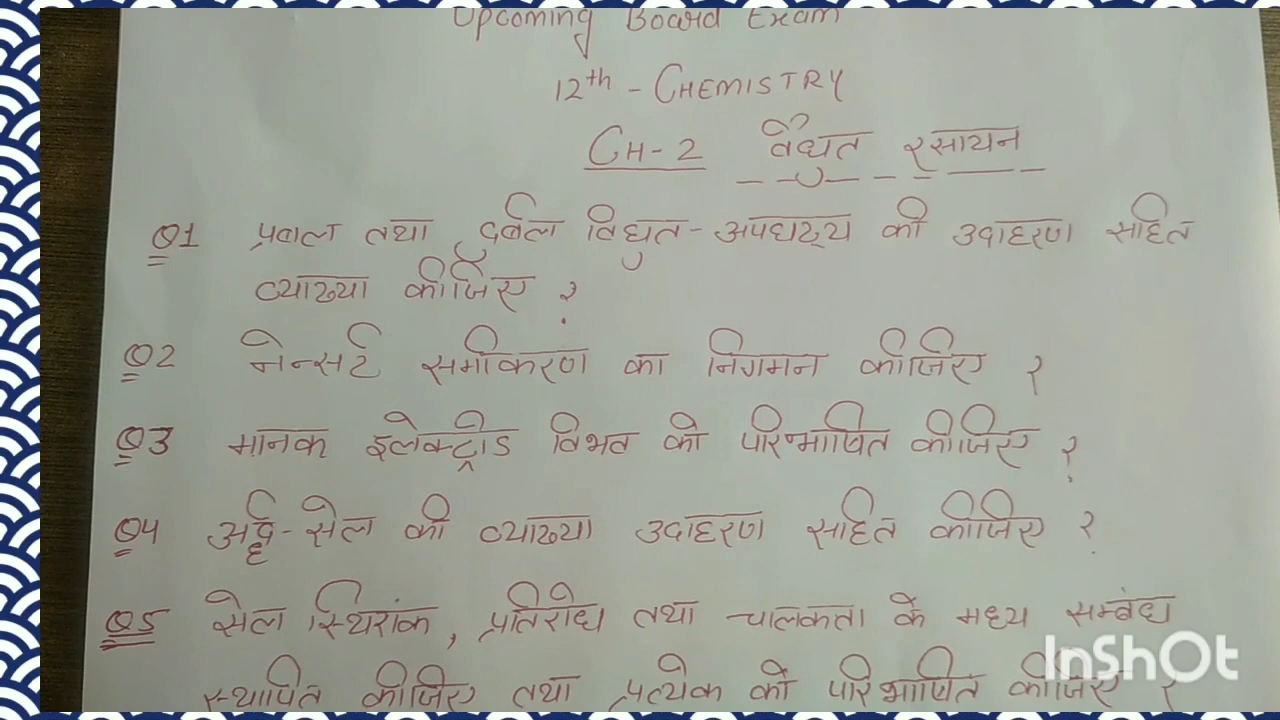 Upcoming Board Exam
12th - CHEMISTRY
CH-2 वैधुत रसायन
Q1 प्रबल तथा दुर्बल विधुत-अपघट्य की उदाहरण सहित
व्याख्या कीजिए ?
Q2 नेन्सर्ट समीकरण का निगमन कीजिए ?
Q3 मानक इलेक्ट्रोड विभव को परिभाषित कीजिए ?
Q4 अर्द्ध-सेल की व्याख्या उदाहरण सहित कीजिए ?
Q5 सेल स्थिरांक, प्रतिरोध तथा चालकता के मध्य सम्बंध
स्थापित कीजिए तथा प्रत्येक को परिभाषित कीजिए ?
InShOt